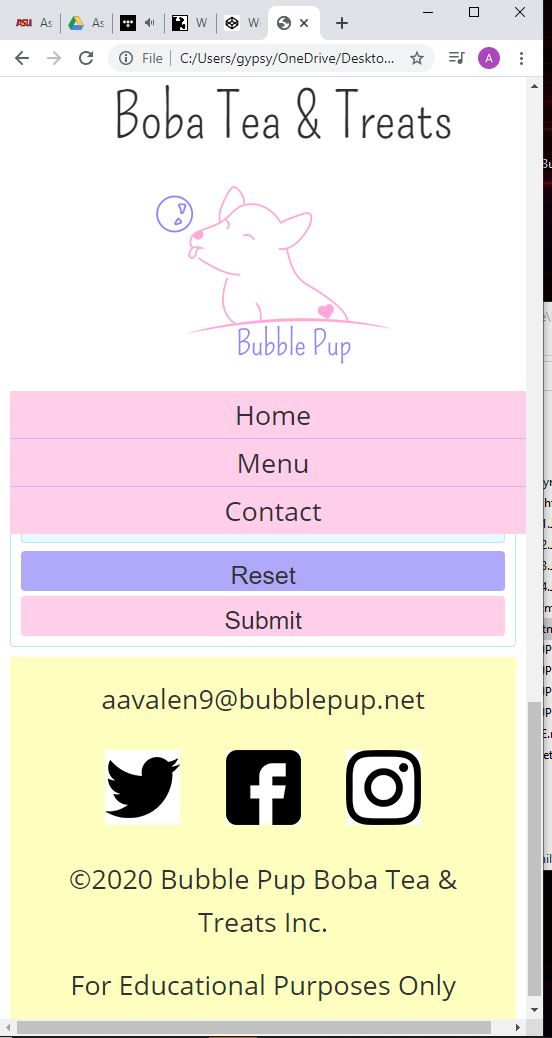 ASU As
As
W
W
File | C:/Users/gypsy/OneDrive/Deskto...
A
Boba Tea & Treats
Bubble Pup
Home
Menu
Contact
Reset
Submit
aavalen9@bubblepup.net
©2020 Bubble Pup Boba Tea &
Treats Inc.
For Educational Purposes Only